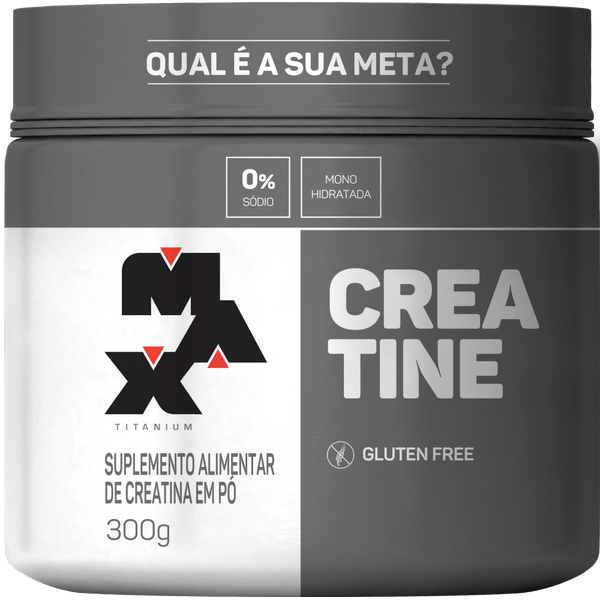 QUAL É A SUA META?
0%
SÓDIO
MONO
HIDRATADA
MAX
TITANIUM
SUPLEMENTO ALIMENTAR
DE CREATINA EM PÓ
300g
CREA
TINE
GLUTEN FREE